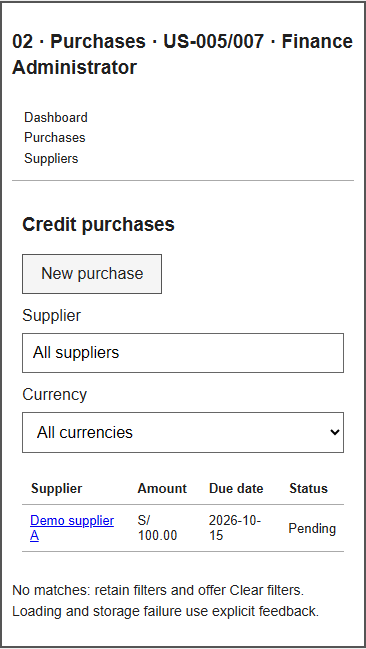 02 · Purchases · US-005/007 · Finance
Administrator
Dashboard
Purchases
Suppliers
Credit purchases
New purchase
Supplier
All suppliers
Currency
All currencies
Supplier Amount Due date Status
Demo supplier A S/ 100.00 2026-10-15 Pending
No matches: retain filters and offer Clear filters.
Loading and storage failure use explicit feedback.